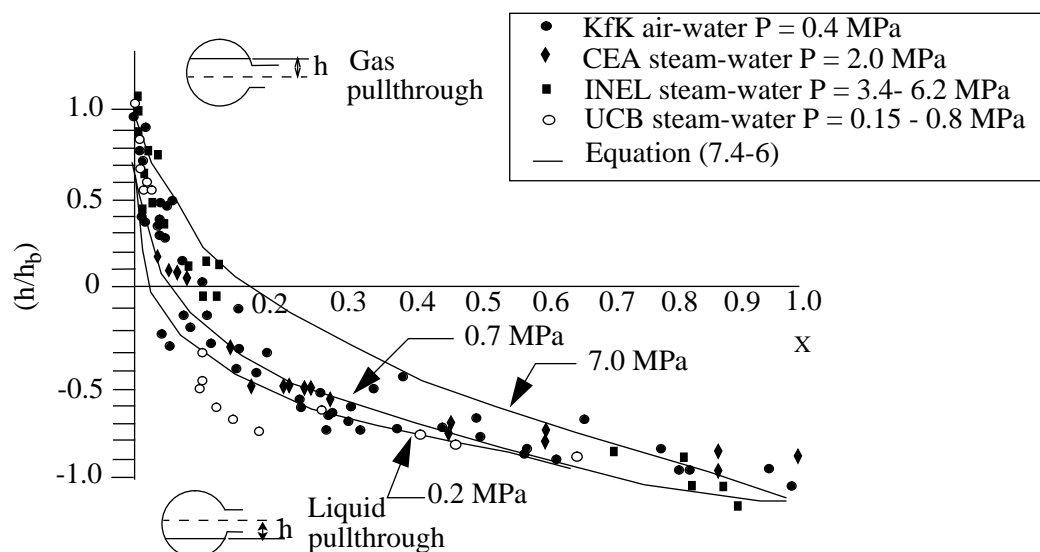 KfK air-water P = 0.4 MPa
CEA steam-water P = 2.0 MPa
INEL steam-water P = 3.4- 6.2 MPa
UCB steam-water P = 0.15 - 0.8 MPa
Equation (7.4-6)
h
Gas
pullthrough
1.0
0.5
0
-0.5
-1.0
(h/h_b)
0.2 0.3 0.4 0.5 0.6 0.7 0.8 0.9 1.0
X
0.7 MPa
7.0 MPa
0.2 MPa
h
Liquid
pullthrough